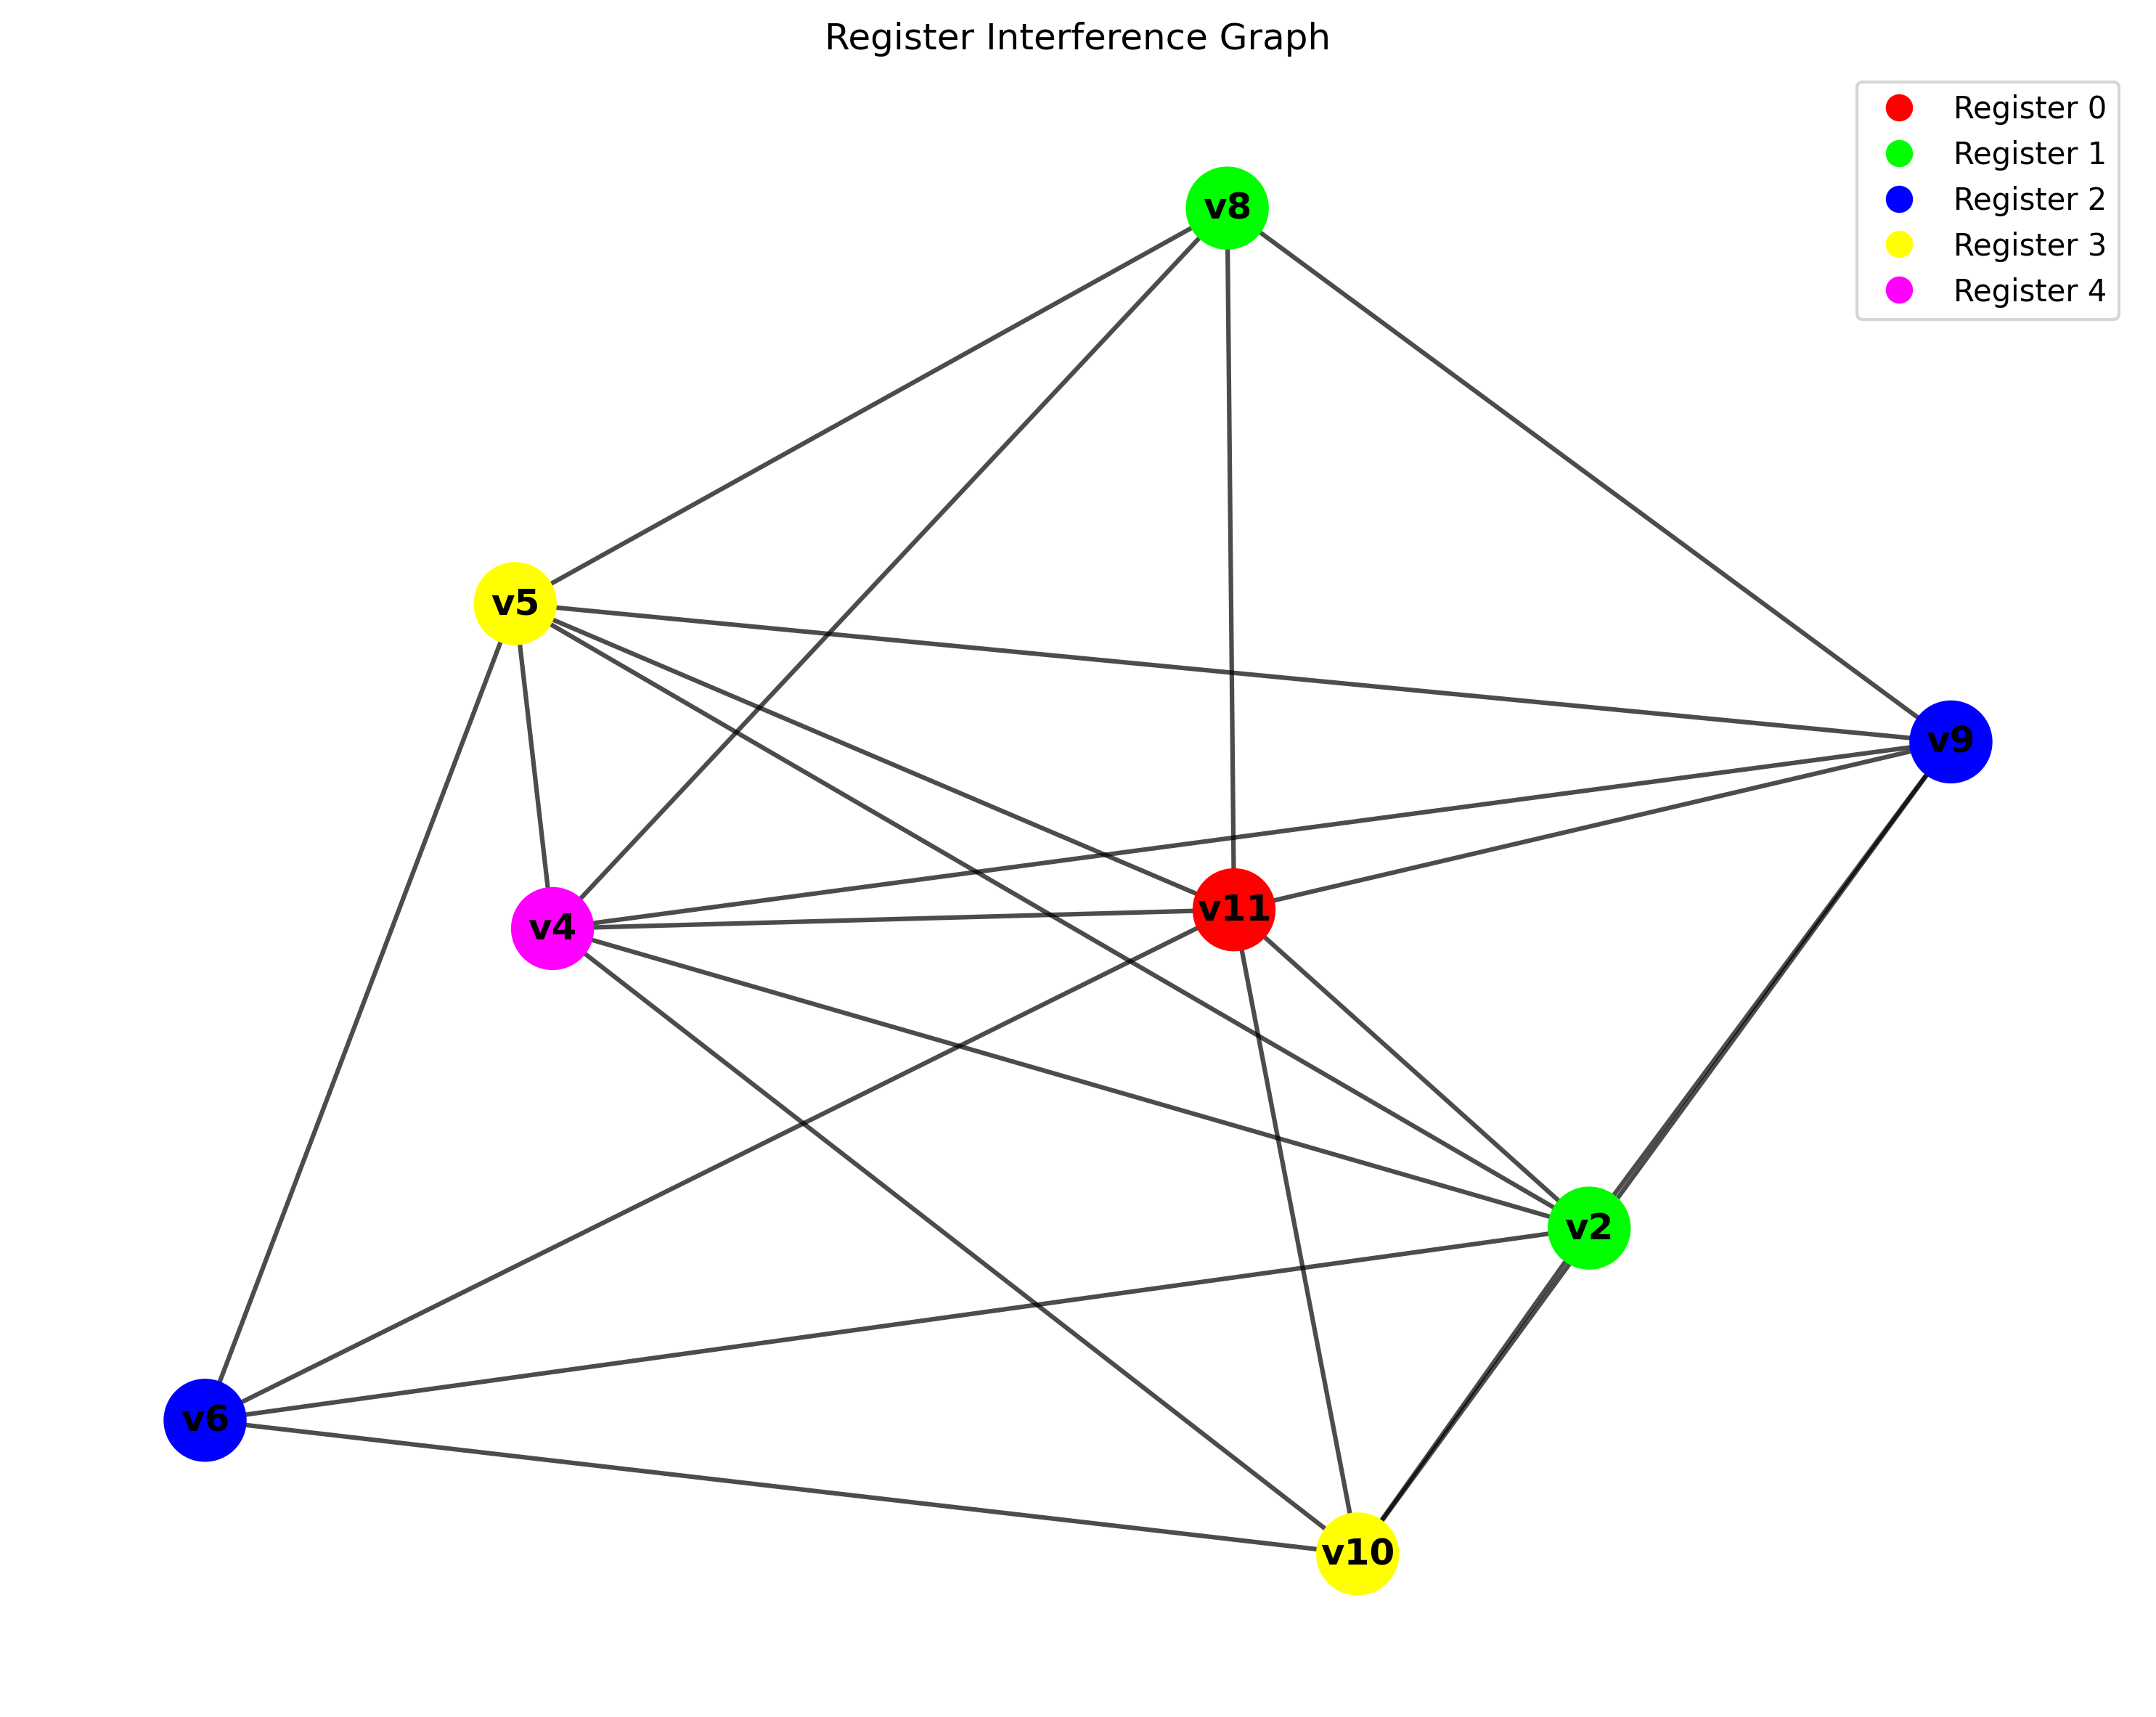 Register Interference Graph
Register 0
Register 1
Register 2
Register 3
Register 4
v8
v5
v9
v11
v4
v2
v6
v10